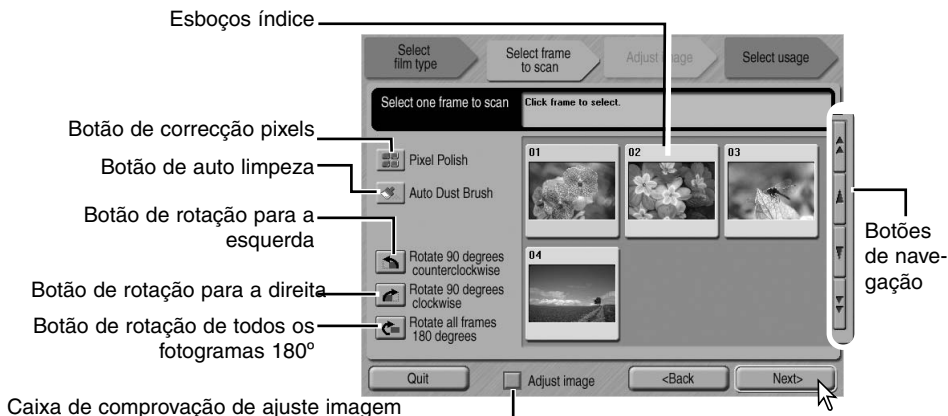 Esboços índice
Select
film type
Select frame
to scan
Adjust image
Select usage
Select one frame to scan
Click frame to select.
Botão de correcção pixels
Pixel Polish
Botão de auto limpeza
Auto Dust Brush
01
02
03
Botão de rotação para a
esquerda
Rotate 90 degrees
counterclockwise
04
Botões
de nave-
gação
Botão de rotação para a direita
Rotate 90 degrees
clockwise
Botão de rotação de todos os
fotogramas 180º
Rotate all frames
180 degrees
Quit
Adjust image
<Back
Next>
Caixa de comprovação de ajuste imagem